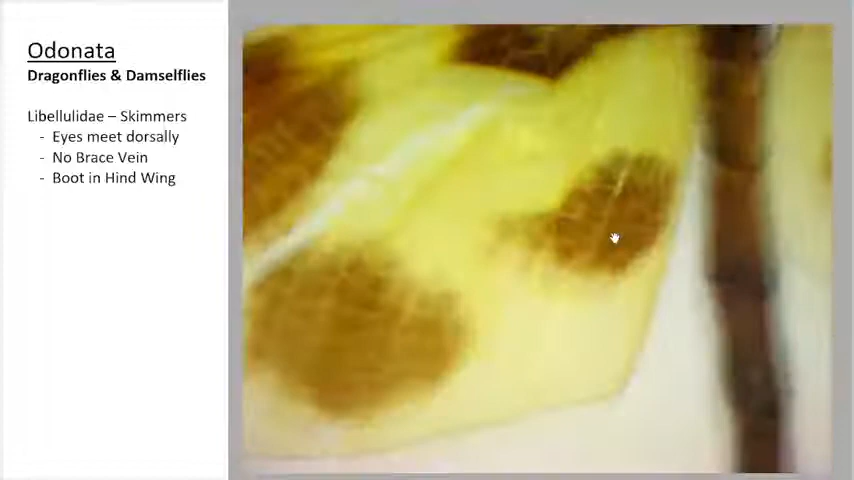 Odonata
Dragonflies & Damselflies
Libellulidae – Skimmers
- Eyes meet dorsally
- No Brace Vein
- Boot in Hind Wing